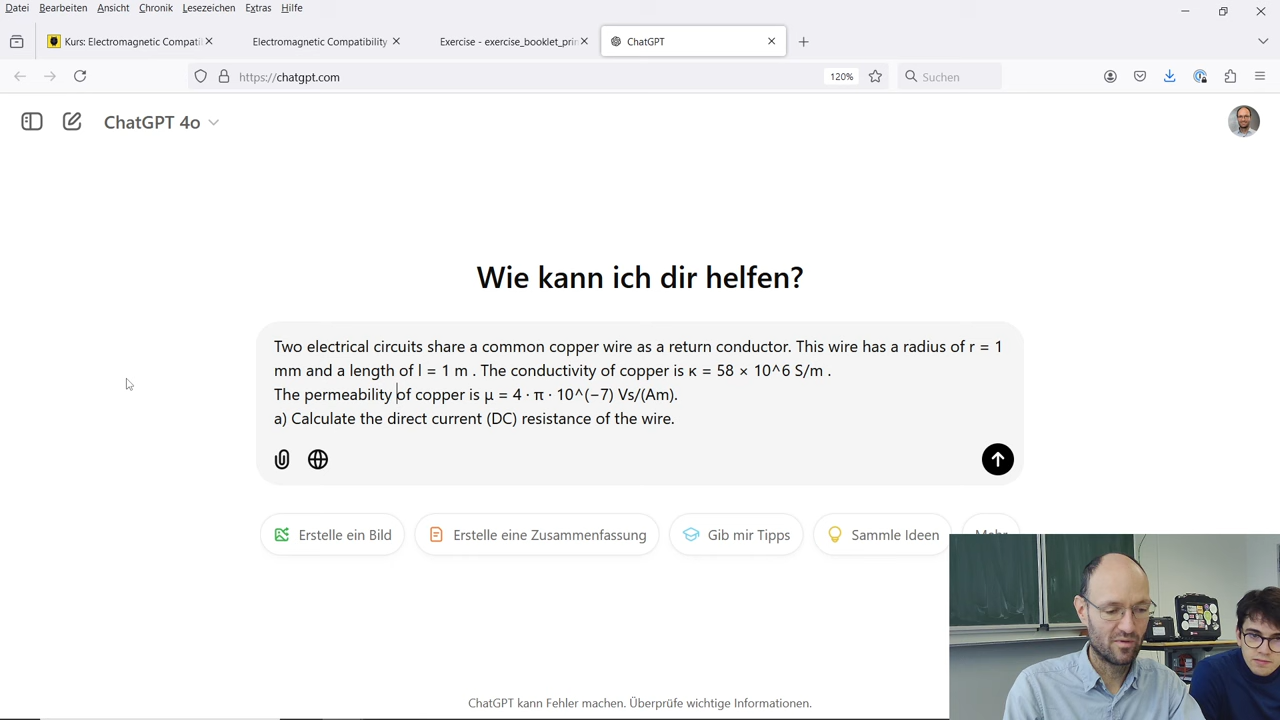 Datei Bearbeiten Ansicht Chronik Lesezeichen Extras Hilfe
Kurs: Electromagnetic Compati
Electromagnetic Compatibility
Exercise - exercise_booklet_prin
ChatGPT
https://chatgpt.com
120%
Suchen
ChatGPT 4o
Wie kann ich dir helfen?
Two electrical circuits share a common copper wire as a return conductor. This wire has a radius of r = 1
mm and a length of l = 1 m . The conductivity of copper is κ = 58 × 10^6 S/m .
The permeability of copper is μ = 4 · π · 10^(−7) Vs/(Am).
a) Calculate the direct current (DC) resistance of the wire.
Erstelle ein Bild
Erstelle eine Zusammenfassung
Gib mir Tipps
Sammle Ideen
ChatGPT kann Fehler machen. Überprüfe wichtige Informationen.